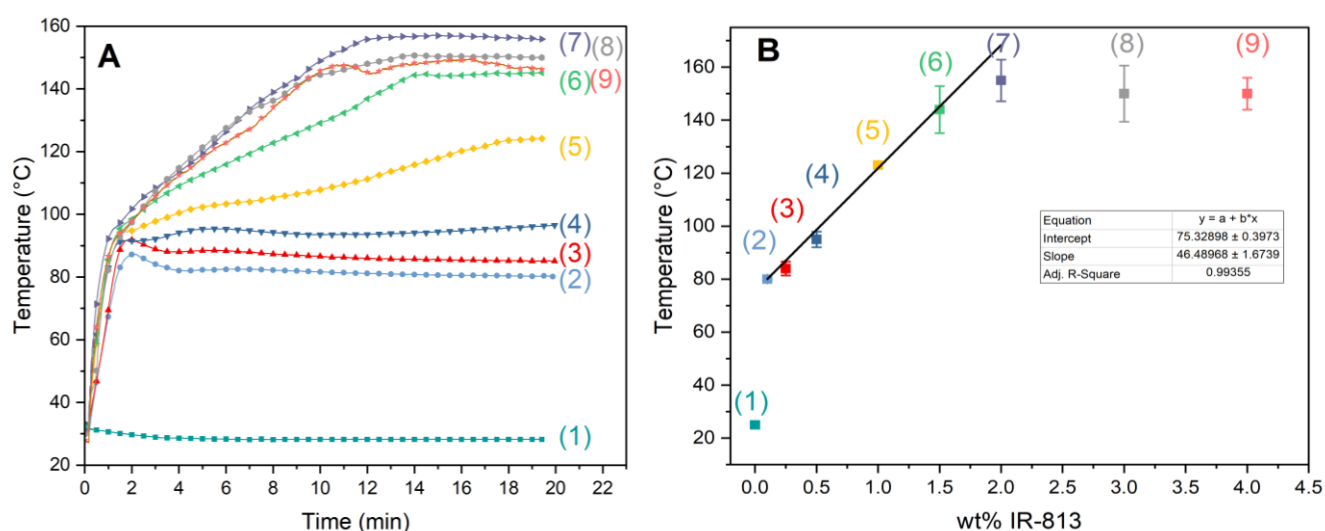 A
160
140
120
100
80
60
40
20
Temperature (°C)
0 2 4 6 8 10 12 14 16 18 20 22
Time (min)
(7) (8)
(6) (9)
(5)
(4)
(3)
(2)
(1)
B
160
140
120
100
80
60
40
20
Temperature (°C)
0.0 0.5 1.0 1.5 2.0 2.5 3.0 3.5 4.0 4.5
wt% IR-813
(1)
(2)
(3)
(4)
(5)
(6)
(7)
(8)
(9)
Equation y = a + b*x
Intercept 75.32898 ± 0.3973
Slope 46.48968 ± 1.6739
Adj. R-Square 0.99355